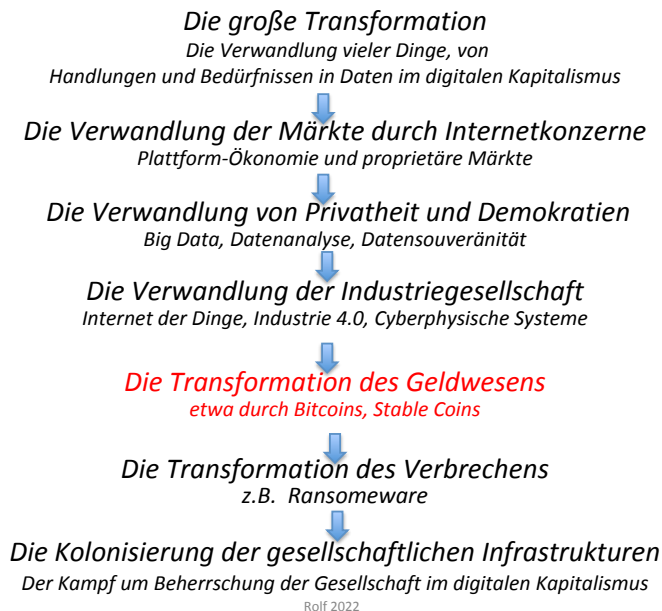 Die große Transformation
Die Verwandlung vieler Dinge, von
Handlungen und Bedürfnissen in Daten im digitalen Kapitalismus
Die Verwandlung der Märkte durch Internetkonzerne
Plattform-Ökonomie und proprietäre Märkte
Die Verwandlung von Privatheit und Demokratien
Big Data, Datenanalyse, Datensouveränität
Die Verwandlung der Industriegesellschaft
Internet der Dinge, Industrie 4.0, Cyberphysische Systeme
Die Transformation des Geldwesens
etwa durch Bitcoins, Stable Coins
Die Transformation des Verbrechens
z.B. Ransomeware
Die Kolonisierung der gesellschaftlichen Infrastrukturen
Der Kampf um Beherrschung der Gesellschaft im digitalen Kapitalismus
Rolf 2022